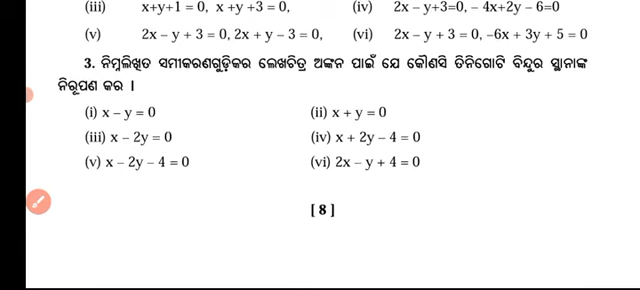 (iii) x+y+1 = 0, x +y +3 = 0, (iv) 2x – y+3=0, – 4x+2y – 6=0
(v) 2x – y + 3 = 0, 2x + y – 3 = 0, (vi) 2x – y + 3 = 0, –6x + 3y + 5 = 0
3. ନିମ୍ନଲିଖିତ ସମୀକରଣଗୁଡ଼ିକର ଲେଖଚିତ୍ର ଅଙ୍କନ ପାଇଁ ଯେ କୌଣସି ତିନିଗୋଟି ବିନ୍ଦୁର ସ୍ଥାନାଙ୍କ
ନିରୂପଣ କର ।
(i) x – y = 0 (ii) x + y = 0
(iii) x – 2y = 0 (iv) x + 2y – 4 = 0
(v) x – 2y – 4 = 0 (vi) 2x – y + 4 = 0
[ 8 ]